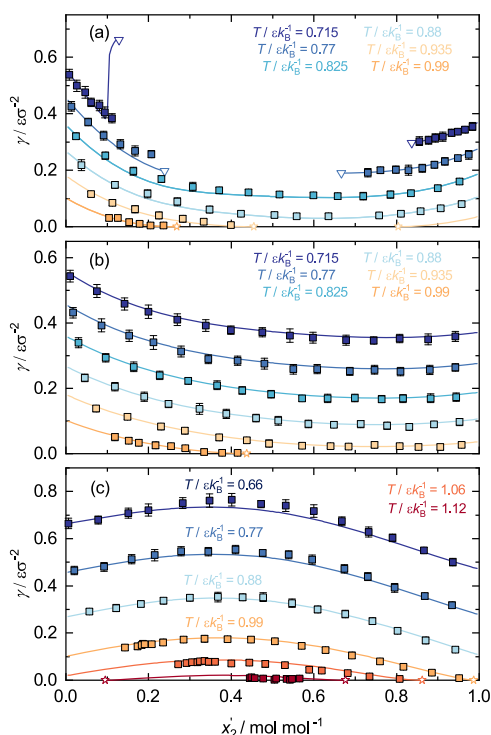 (a)
T / εk_B^-1 = 0.715
T / εk_B^-1 = 0.88
T / εk_B^-1 = 0.77
T / εk_B^-1 = 0.935
T / εk_B^-1 = 0.825
T / εk_B^-1 = 0.99
γ / εσ^-2
0.6
0.4
0.2
0.0
(b)
T / εk_B^-1 = 0.715
T / εk_B^-1 = 0.88
T / εk_B^-1 = 0.77
T / εk_B^-1 = 0.935
T / εk_B^-1 = 0.825
T / εk_B^-1 = 0.99
γ / εσ^-2
0.6
0.4
0.2
0.0
(c)
T / εk_B^-1 = 0.66
T / εk_B^-1 = 1.06
T / εk_B^-1 = 1.12
T / εk_B^-1 = 0.77
T / εk_B^-1 = 0.88
T / εk_B^-1 = 0.99
γ / εσ^-2
0.8
0.6
0.4
0.2
0.0
0.0 0.2 0.4 0.6 0.8 1.0
x_2' / mol mol^-1